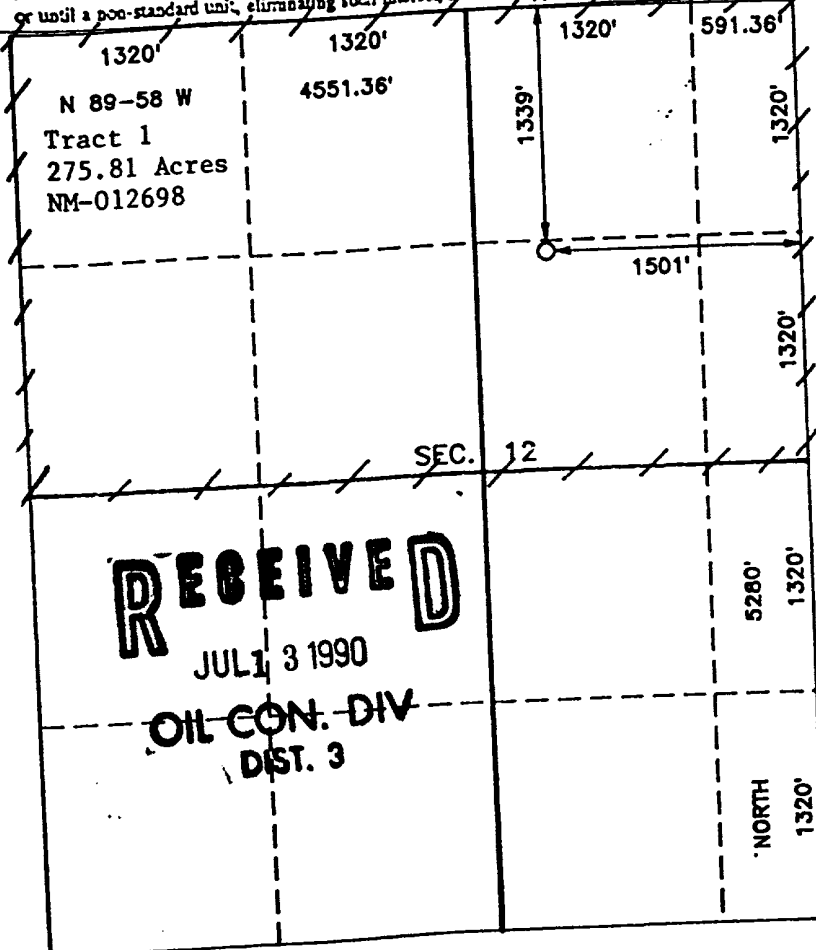 or until a non-standard unit, eliminating such
1320'
1320'
1320'
591.36'
N 89-58 W
4551.36'
1339'
1320'
Tract 1
275.81 Acres
NM-012698
1501'
1320'
SEC. 12
RECEIVED
JUL 13 1990
OIL CON. DIV
DIST. 3
5280'
1320'
NORTH
1320'